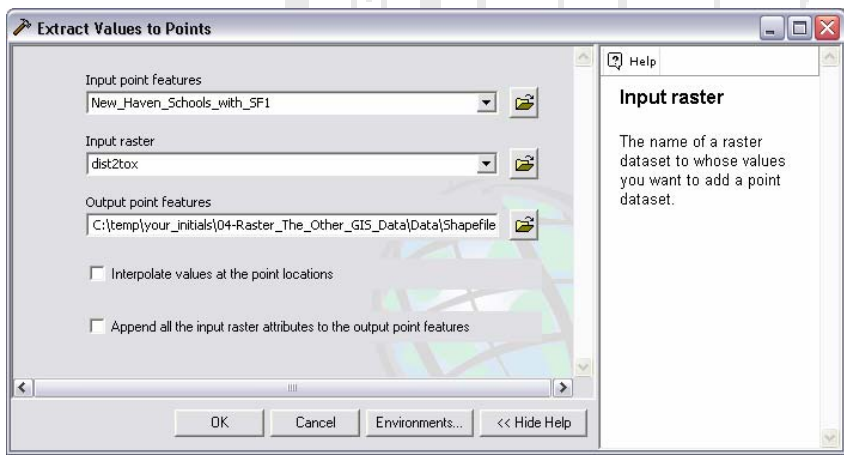 Extract Values to Points
Input point features
New_Haven_Schools_with_SF1
Input raster
dist2tox
Output point features
C:\temp\your_initials\04-Raster_The_Other_GIS_Data\Data\Shapefile
Interpolate values at the point locations
Append all the input raster attributes to the output point features
OK
Cancel
Environments...
<< Hide Help
Help
Input raster
The name of a raster
dataset to whose values
you want to add a point
dataset.